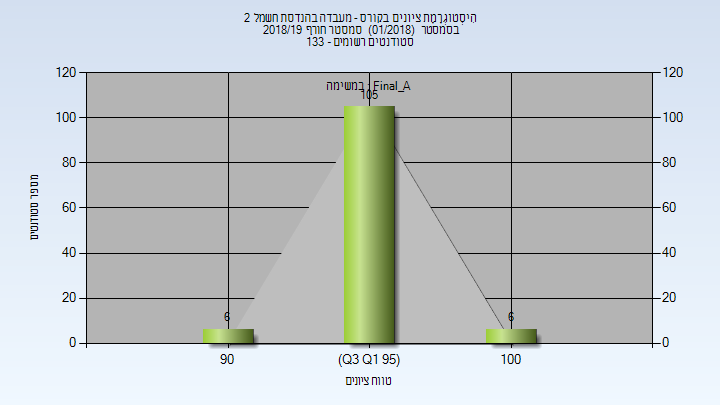 היסטוגרמת ציונים בקורס - מעבדה בהנדסת חשמל 2
בסמסטר (01/2018) סמסטר חורף 2018/19
סטודנטים רשומים - 133
במשימה : Final_A
120 120
100 100
80 80
60 60
40 40
20 20
0 0
105
6 6
90 (Q3 Q1 95) 100
מספר סטודנטים
טווח ציונים